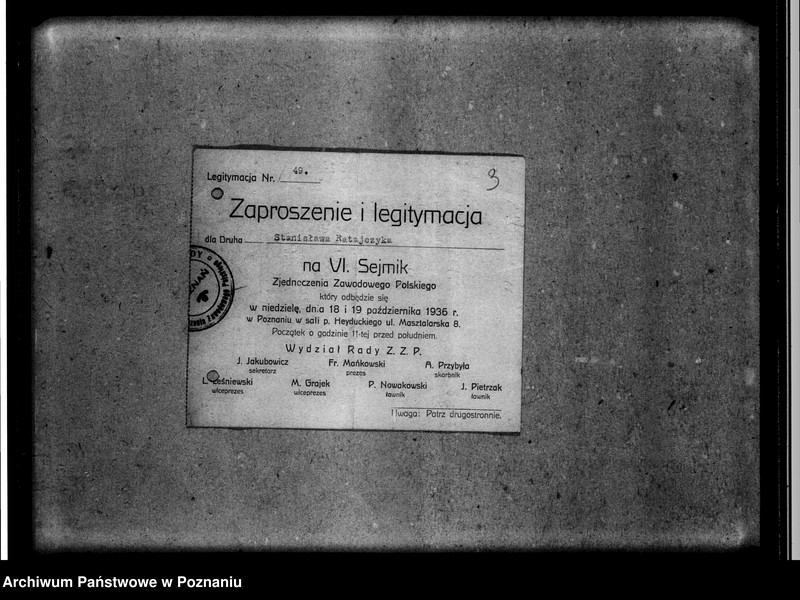 Legitymacja Nr. 49.
3
Zaproszenie i legitymacja
dla Druha Stanisława Ratajczyka
na VI. Sejmik
Zjednoczenia Zawodowego Polskiego
który odbędzie się
w niedzielę, dnia 18 i 19 października 1936 r.
w Poznaniu w sali p. Heyduckiego ul. Masztalarska 8.
Początek o godzinie 11-tej przed południem.
Wydział Rady Z. Z. P.
J. Jakubowicz Fr. Mańkowski A. Przybyła
sekretarz prezes skarbnik
L. Leśniewski M. Grajek P. Nowakowski J. Pietrzak
wiceprezes wiceprezes ławnik ławnik
Uwaga: Patrz drugostronnie.
Archiwum Państwowe w Poznaniu